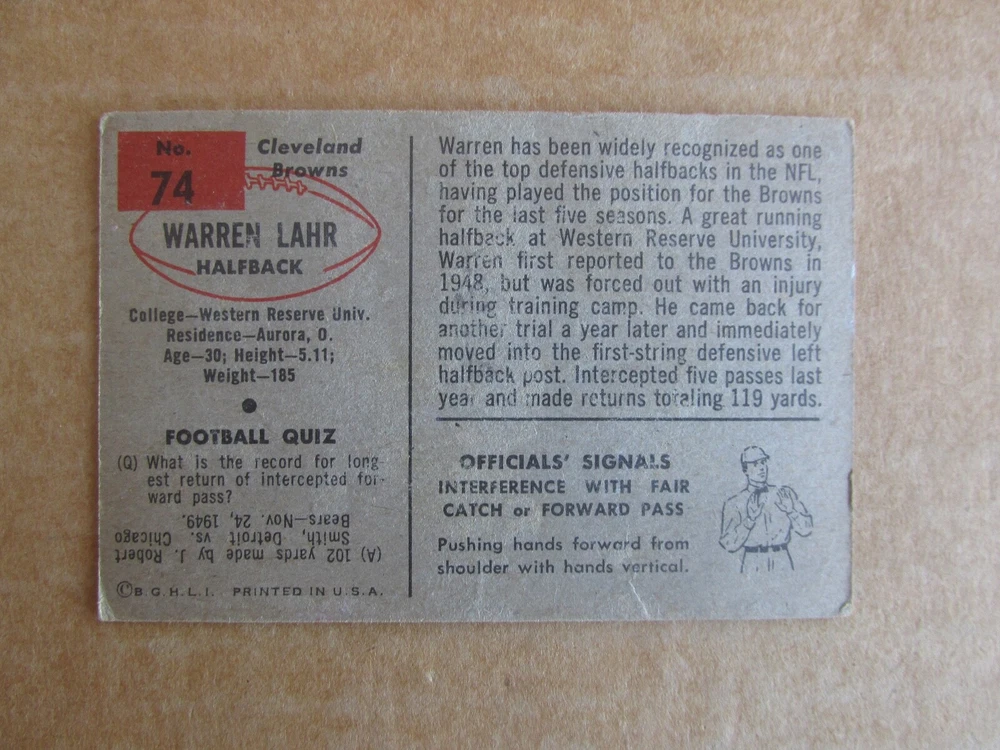 No.
74
Cleveland
Browns
WARREN LAHR
HALFBACK
College—Western Reserve Univ.
Residence—Aurora, O.
Age—30; Height—5.11;
Weight—185
FOOTBALL QUIZ
(Q) What is the record for long-
est return of intercepted for-
ward pass?
(A) 102 yards made by J. Robert
Smith, Detroit vs. Chicago
Bears—Nov. 24, 1949.
©B.G.H.L.I. PRINTED IN U.S.A.
Warren has been widely recognized as one
of the top defensive halfbacks in the NFL,
having played the position for the Browns
for the last five seasons. A great running
halfback at Western Reserve University,
Warren first reported to the Browns in
1948, but was forced out with an injury
during training camp. He came back for
another trial a year later and immediately
moved into the first-string defensive left
halfback post. Intercepted five passes last
year and made returns totaling 119 yards.
OFFICIALS' SIGNALS
INTERFERENCE WITH FAIR
CATCH or FORWARD PASS
Pushing hands forward from
shoulder with hands vertical.